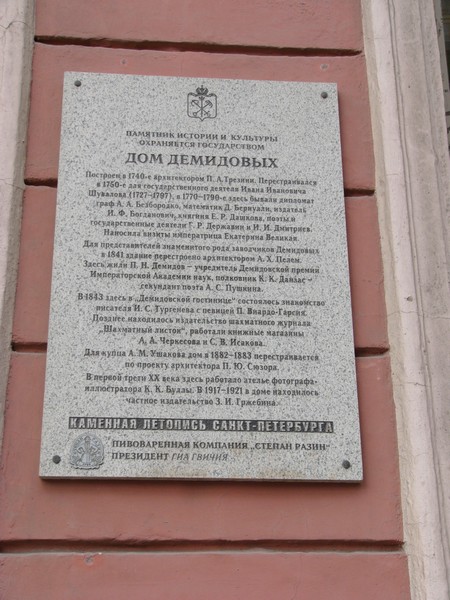 ПАМЯТНИК ИСТОРИИ И КУЛЬТУРЫ
ОХРАНЯЕТСЯ ГОСУДАРСТВОМ
ДОМ ДЕМИДОВЫХ
Построен в 1740-е архитектором П. А. Трезини. Перестраивался
в 1760-е для государственного деятеля Ивана Ивановича
Шувалова (1727–1797), в 1770–1790-е здесь бывали дипломат
граф А. А. Безбородко, математик Д. Бернулли, издатель
И. Ф. Богданович, княгиня Е. Р. Дашкова, поэты и
государственные деятели Г. Р. Державин и И. И. Дмитриев.
Наносила визиты императрица Екатерина Великая.
Для представителей знаменитого рода заводчиков Демидовых
в 1841 здание перестроено архитектором А. Х. Пелем.
Здесь жили П. Н. Демидов – учредитель Демидовской премии
Императорской Академии наук, полковник К. К. Данзас –
секундант поэта А. С. Пушкина.
В 1843 здесь в „Демидовской гостинице“ состоялось знакомство
писателя И. С. Тургенева с певицей П. Виардо-Гарсиа.
Позднее находилось издательство шахматного журнала
„Шахматный листок“, работали книжные магазины
А. А. Черкесова и С. В. Исакова.
Для купца А. М. Ушакова дом в 1882–1883 перестраивается
по проекту архитектора П. Ю. Сюзора.
В первой трети XX века здесь работало ателье фотографа-
иллюстратора К. К. Буллы. В 1917–1921 в доме находилось
частное издательство З. И. Гржебина.
КАМЕННАЯ ЛЕТОПИСЬ САНКТ-ПЕТЕРБУРГА
ПИВОВАРЕННАЯ КОМПАНИЯ „СТЕПАН РАЗИН“
ПРЕЗИДЕНТ ГИА ГВИЧИЯ